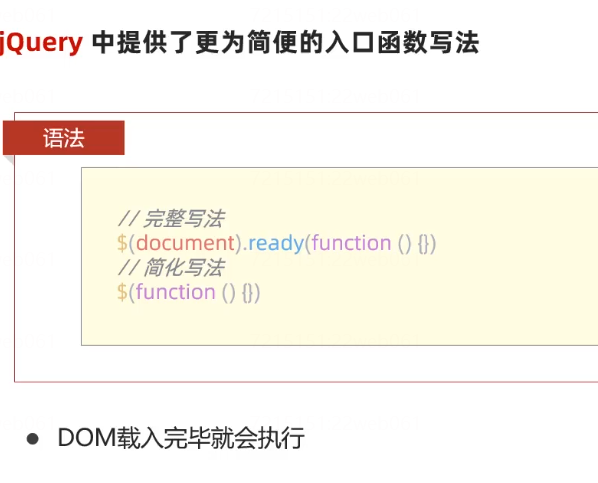 jQuery 中提供了更为简便的入口函数写法
语法
// 完整写法
$(document).ready(function () {})
// 简化写法
$(function () {})
● DOM载入完毕就会执行